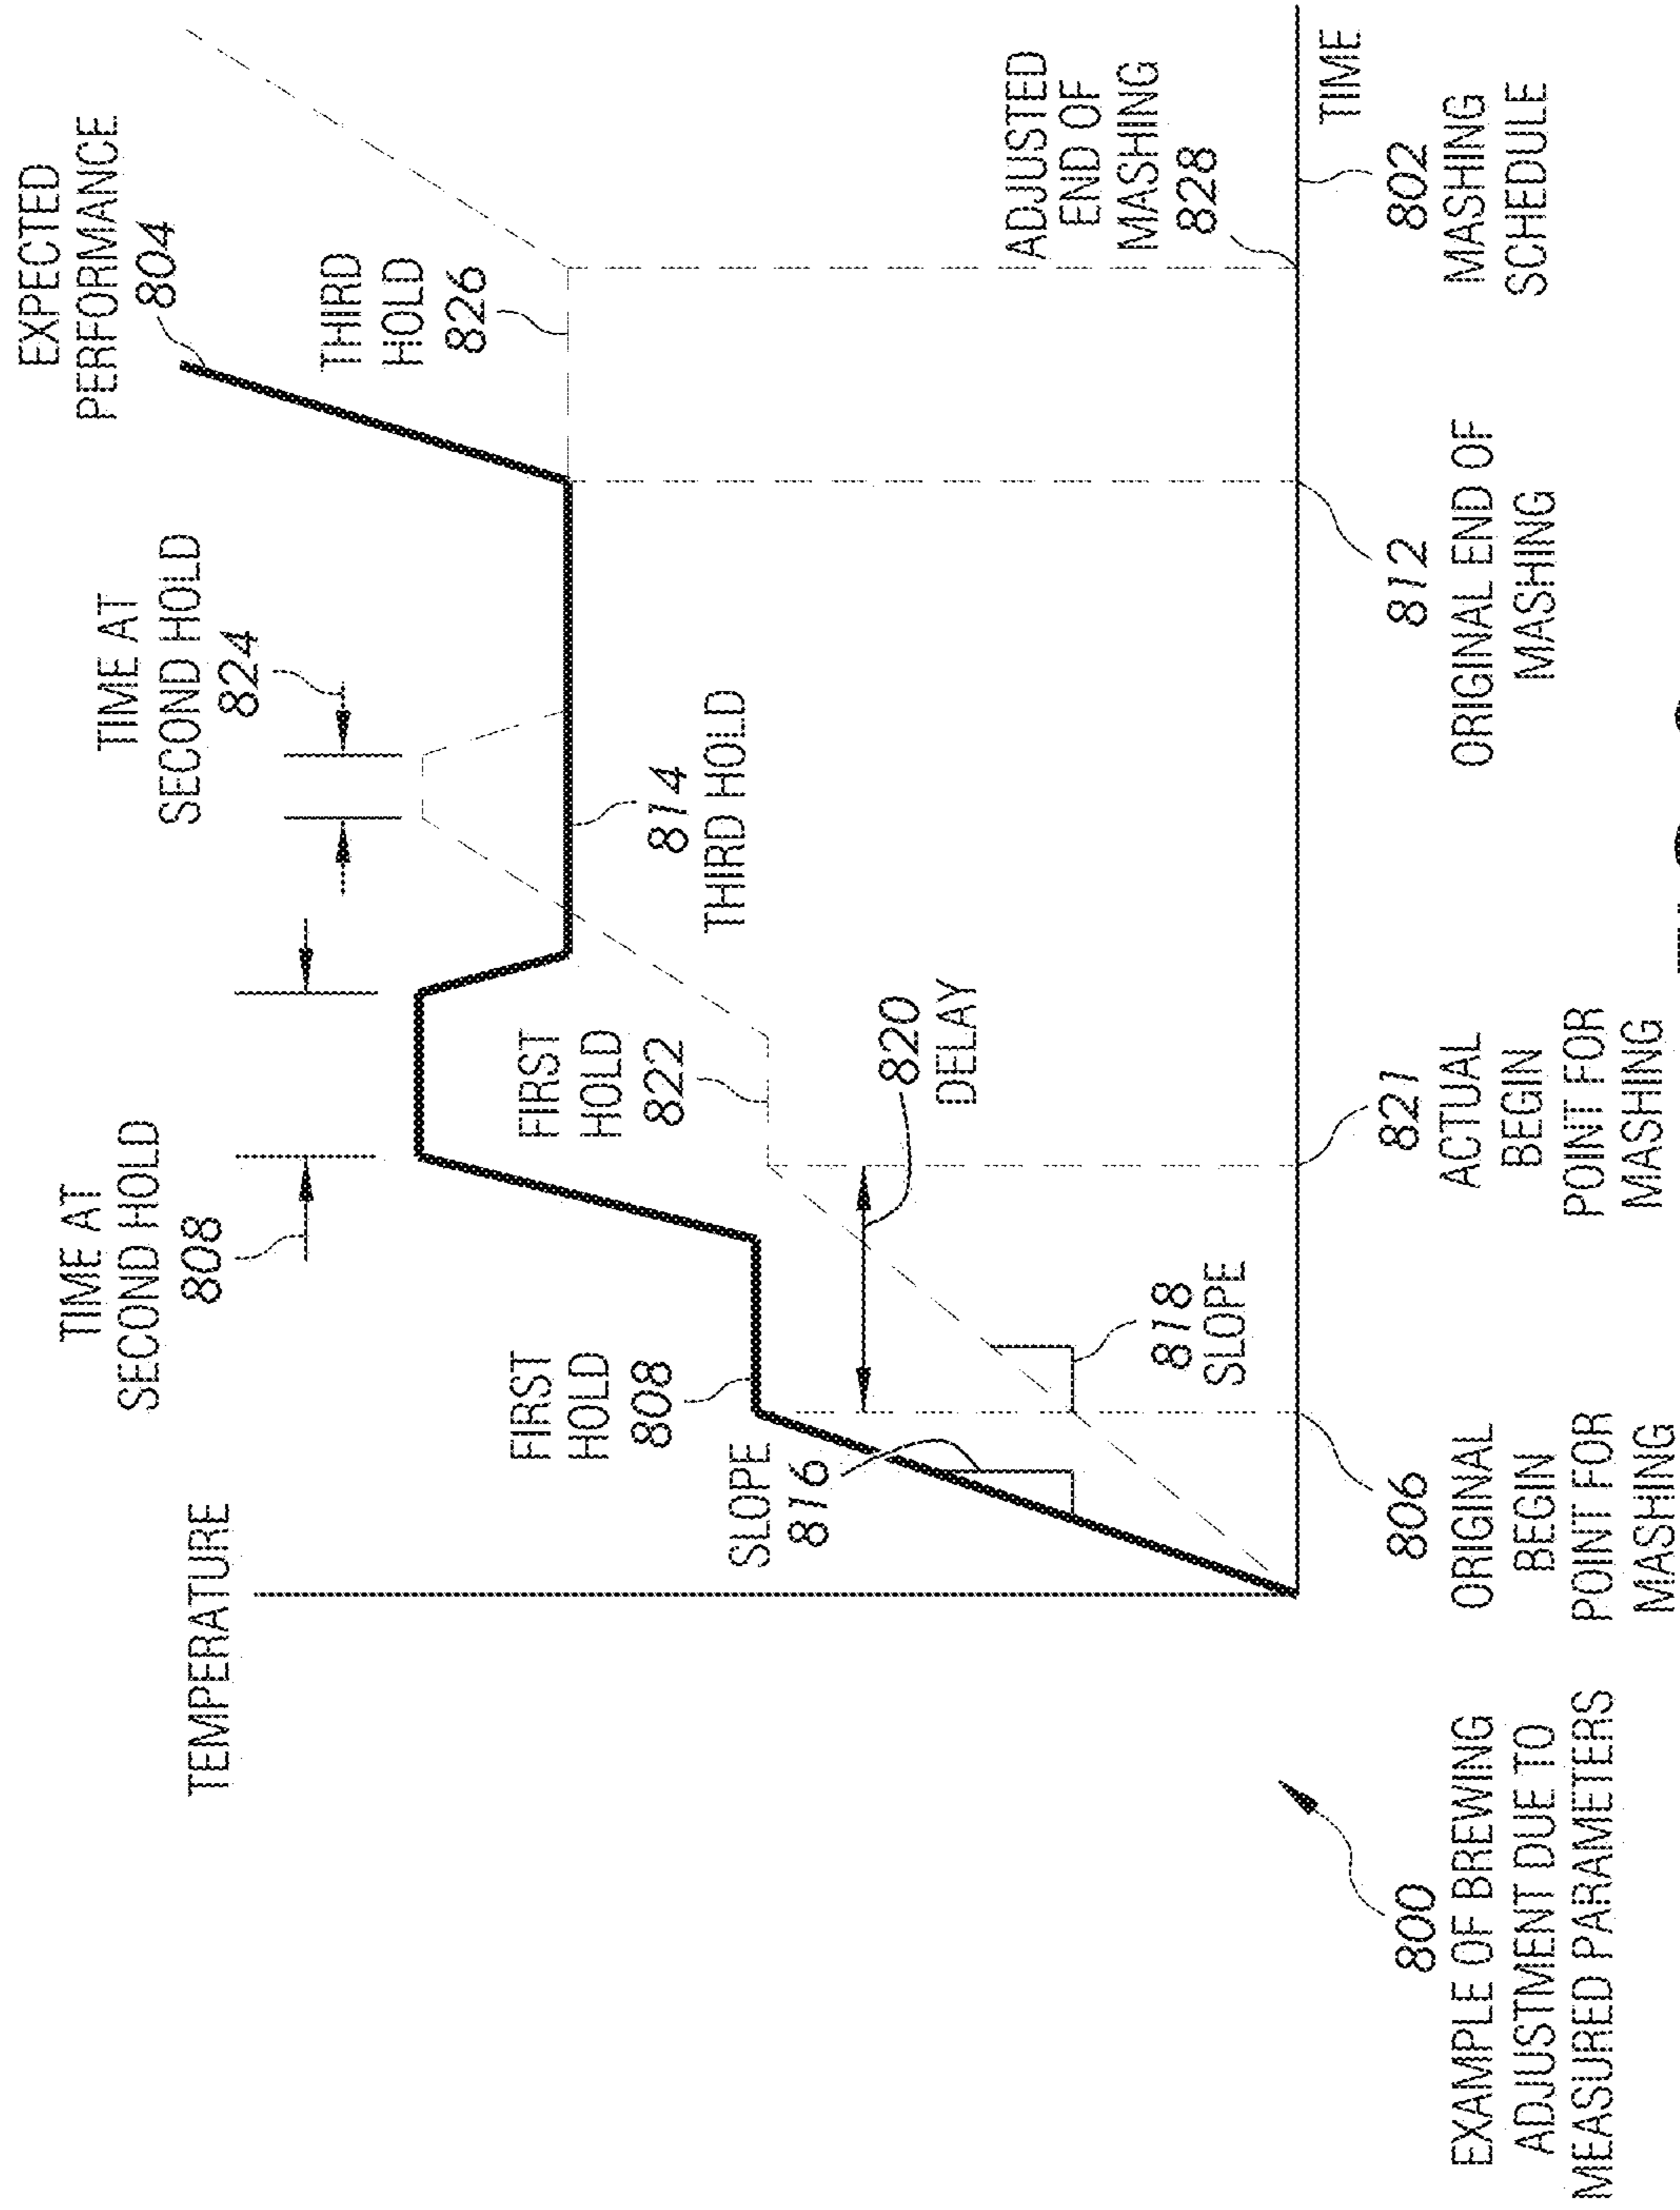 TEMPERATURE
EXPECTED
PERFORMANCE
804
TIME AT
SECOND HOLD
808
TIME AT
SECOND HOLD
824
THIRD
HOLD
826
FIRST
HOLD
808
FIRST
HOLD
822
814
THIRD HOLD
SLOPE
816
818
SLOPE
820
DELAY
ADJUSTED
END OF
MASHING
828
TIME
802
MASHING
SCHEDULE
806
ORIGINAL
BEGIN
POINT FOR
MASHING
821
ACTUAL
BEGIN
POINT FOR
MASHING
812
ORIGINAL END OF
MASHING
800
EXAMPLE OF BREWING
ADJUSTMENT DUE TO
MEASURED PARAMETERS